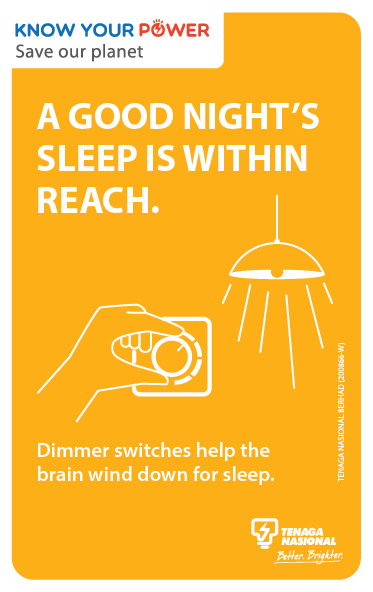 KNOW YOUR POWER
Save our planet
A GOOD NIGHT'S
SLEEP IS WITHIN
REACH.
Dimmer switches help the
brain wind down for sleep.
TENAGA NASIONAL BERHAD (200866-W)
TENAGA
NASIONAL
Better. Brighter.